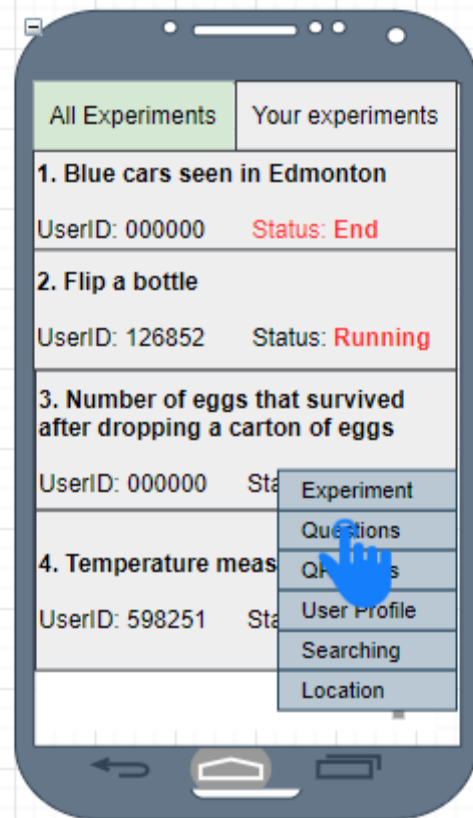 All Experiments
Your experiments
1. Blue cars seen in Edmonton
UserID: 000000
Status: End
2. Flip a bottle
UserID: 126852
Status: Running
3. Number of eggs that survived
after dropping a carton of eggs
UserID: 000000
4. Temperature
UserID: 598251
Experiment
Questions
User Profile
Searching
Location